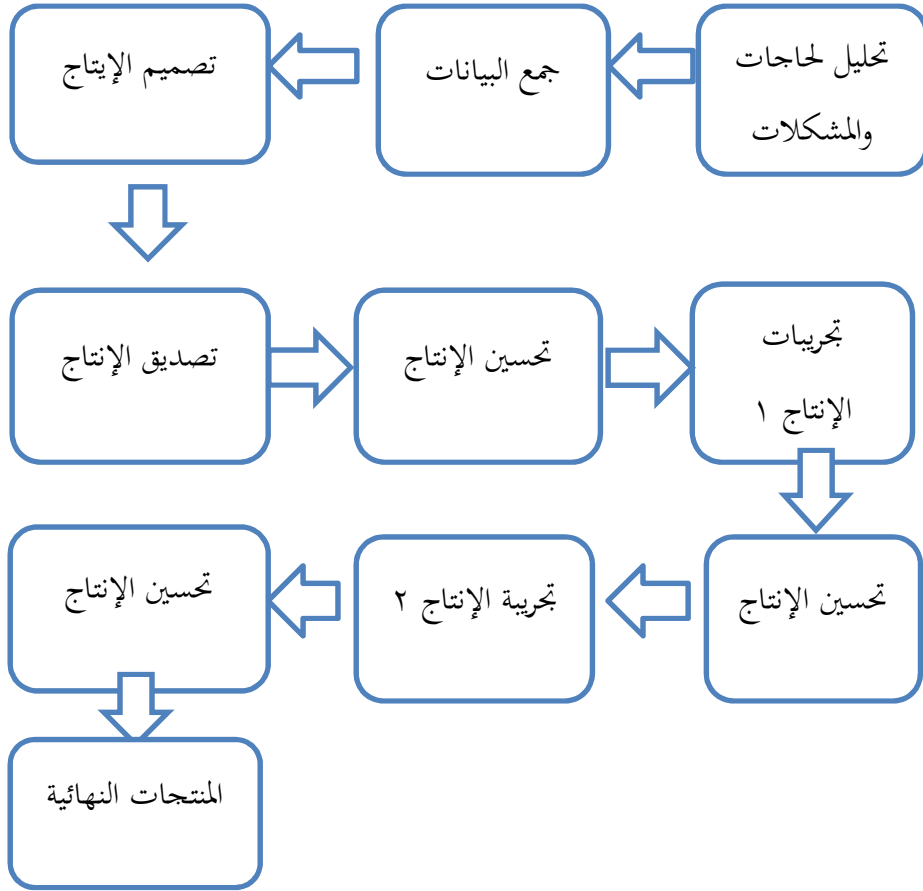 تحليل لحاجات
والمشكلات
جمع البيانات
تصميم الإيتاج
تصديق الإنتاج
تحسين الإنتاج
تجريبات
الإنتاج ١
تحسين الإنتاج
تجريبة الإنتاج ٢
تحسين الإنتاج
المنتجات النهائية